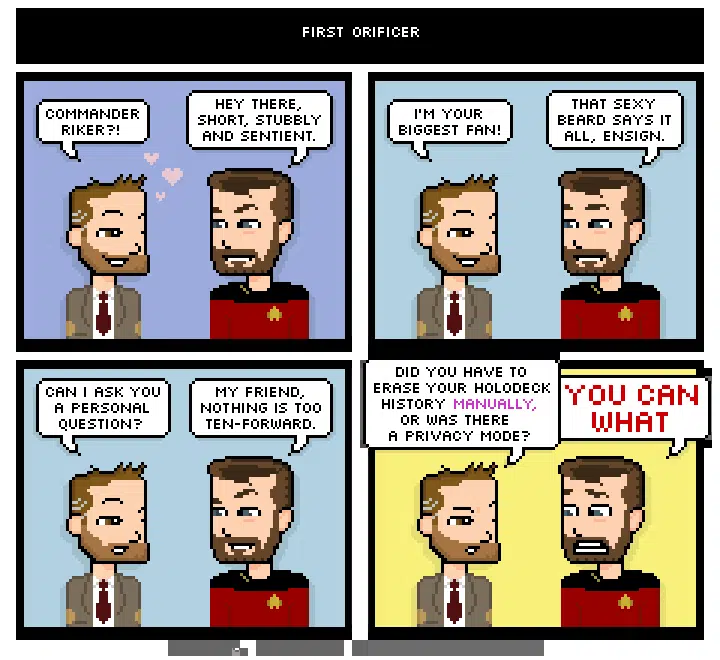 FIRST ORIFICER
COMMANDER
RIKER?!
HEY THERE,
SHORT, STUBBLY
AND SENTIENT.
I'M YOUR
BIGGEST FAN!
THAT SEXY
BEARD SAYS IT
ALL, ENSIGN.
CAN I ASK YOU
A PERSONAL
QUESTION?
MY FRIEND,
NOTHING IS TOO
TEN-FORWARD.
DID YOU HAVE TO
ERASE YOUR HOLODECK
HISTORY MANUALLY,
OR WAS THERE
A PRIVACY MODE?
YOU CAN
WHAT